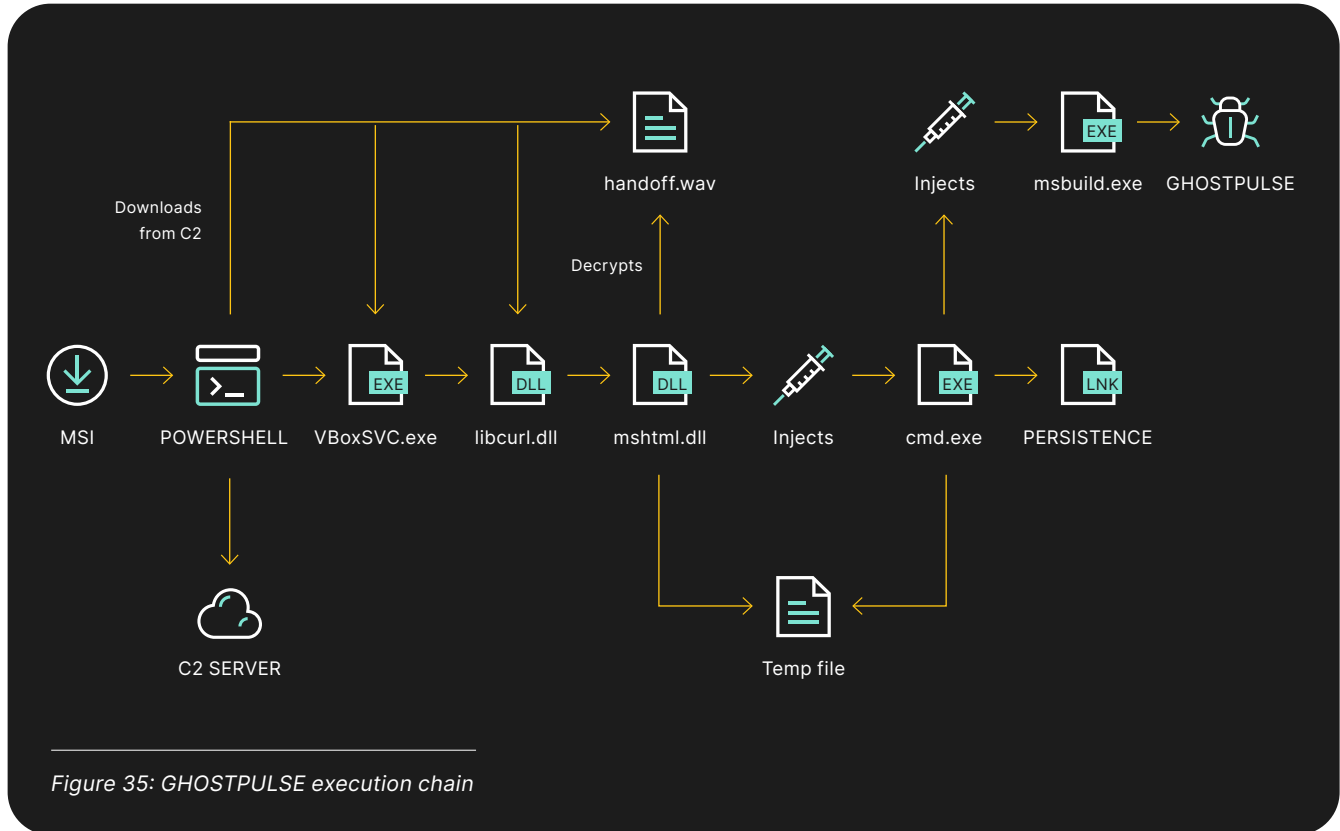 handoff.wav
EXE
Injects
msbuild.exe
GHOSTPULSE
Downloads
from C2
Decrypts
MSI
POWERSHELL
EXE
VBoxSVC.exe
DLL
libcurl.dll
DLL
mshtml.dll
Injects
EXE
cmd.exe
LNK
PERSISTENCE
C2 SERVER
Temp file
Figure 35: GHOSTPULSE execution chain